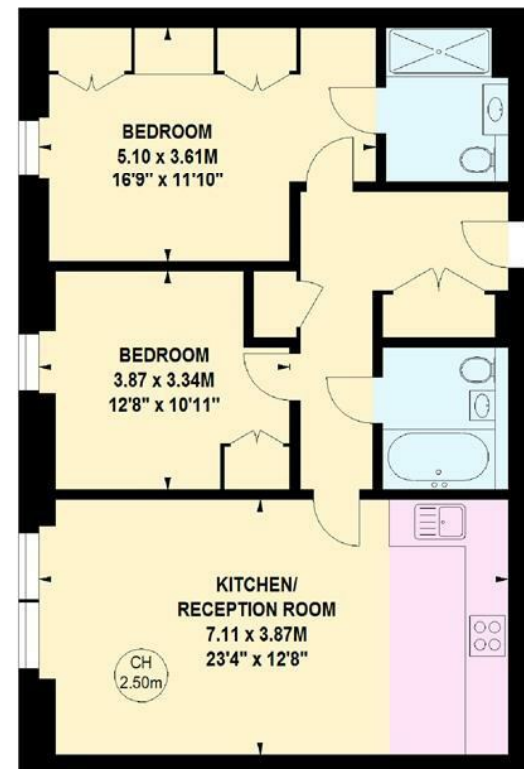 BEDROOM
5.10 x 3.61M
16'9" x 11'10"
BEDROOM
3.87 x 3.34M
12'8" x 10'11"
KITCHEN/
RECEPTION ROOM
7.11 x 3.87M
23'4" x 12'8"
CH
2.50m